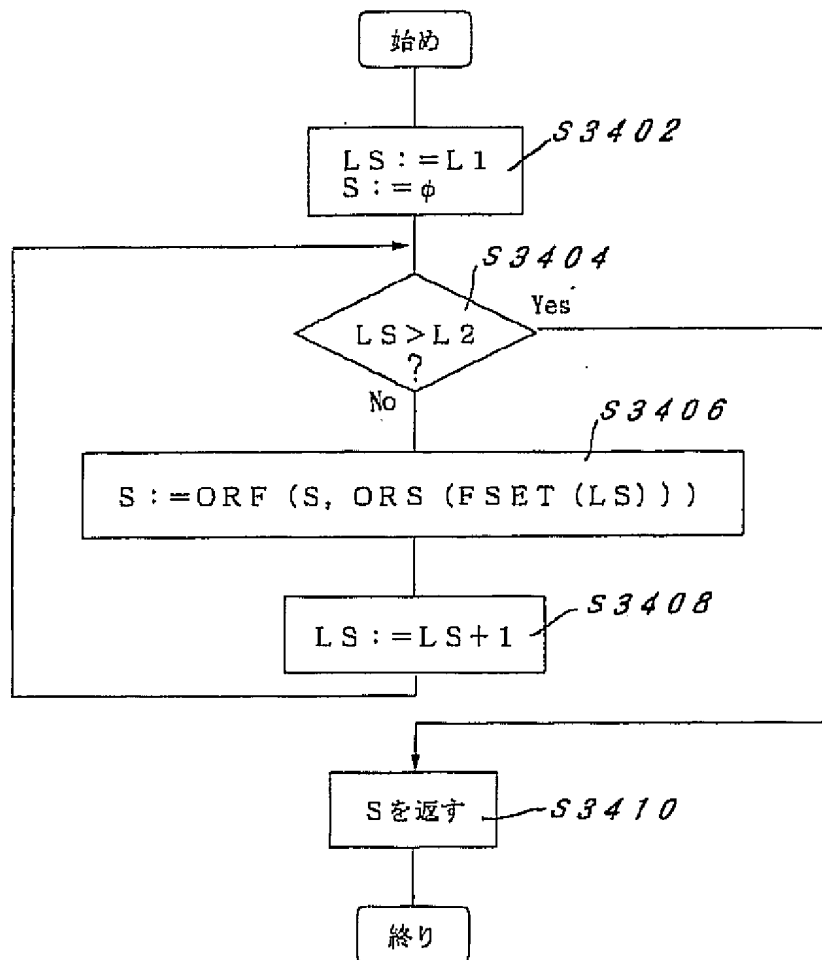 始め
S3402
LS:=L1
S:=φ
S3404
Yes
LS>L2
?
No
S3406
S:=ORF(S, ORS(FSET(LS)))
S3408
LS:=LS+1
Sを返す
S3410
終り